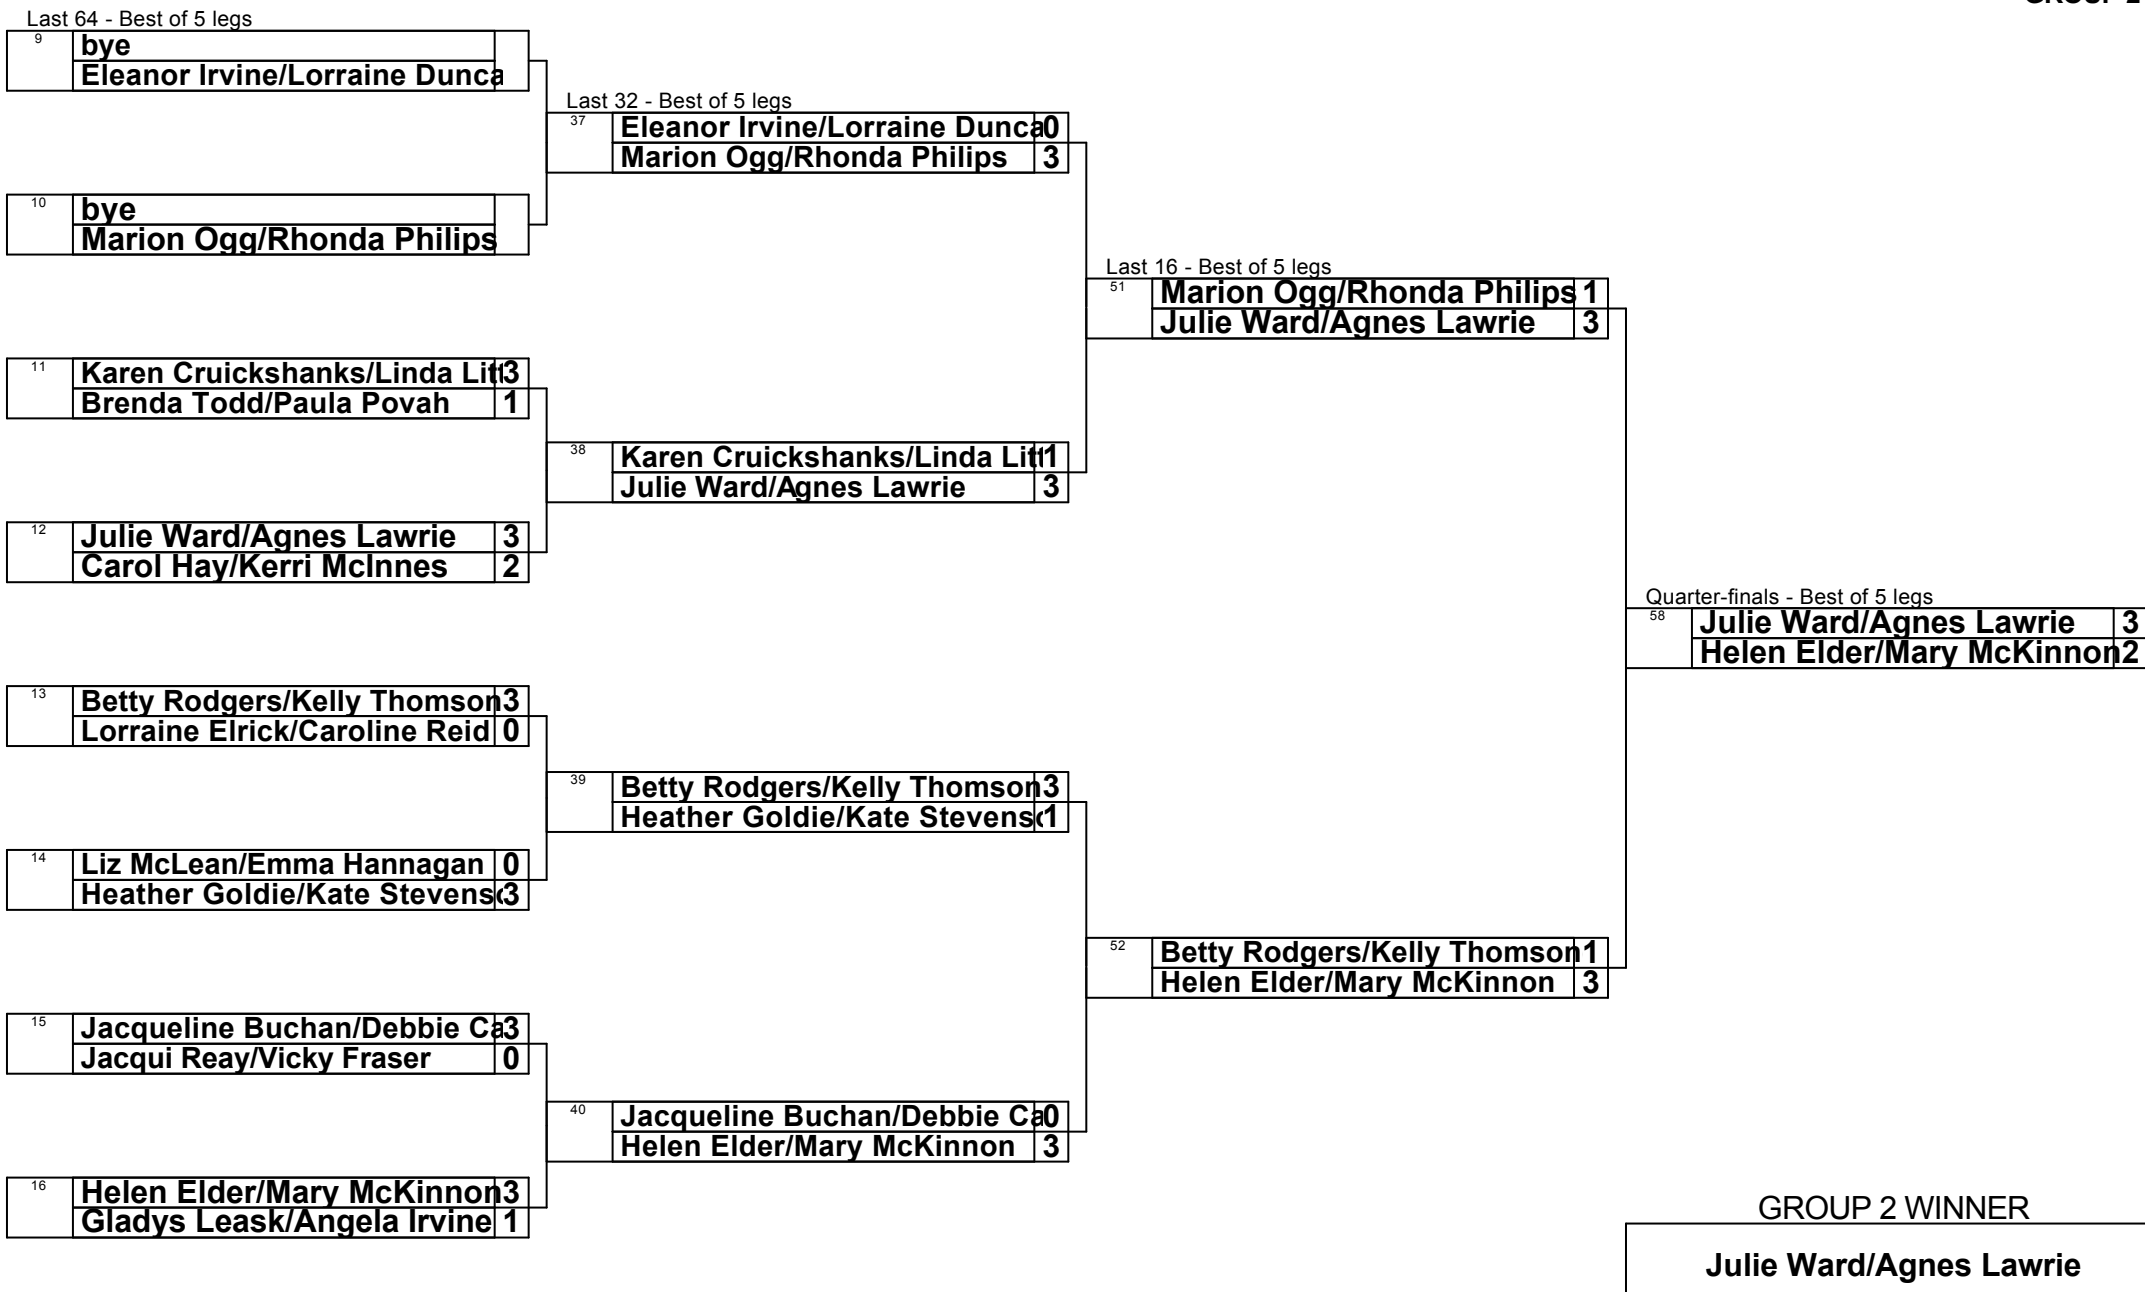 GROUP 2
Last 64 - Best of 5 legs
9 bye
Eleanor Irvine/Lorraine Dunca
10 bye
Marion Ogg/Rhonda Philips
11 Karen Cruickshanks/Linda Litt 3
Brenda Todd/Paula Povah 1
12 Julie Ward/Agnes Lawrie 3
Carol Hay/Kerri McInnes 2
13 Betty Rodgers/Kelly Thomson 3
Lorraine Elrick/Caroline Reid 0
14 Liz McLean/Emma Hannagan 0
Heather Goldie/Kate Stevenso 3
15 Jacqueline Buchan/Debbie Ca 3
Jacqui Reay/Vicky Fraser 0
16 Helen Elder/Mary McKinnon 3
Gladys Leask/Angela Irvine 1
Last 32 - Best of 5 legs
37 Eleanor Irvine/Lorraine Dunca 0
Marion Ogg/Rhonda Philips 3
38 Karen Cruickshanks/Linda Litt 1
Julie Ward/Agnes Lawrie 3
39 Betty Rodgers/Kelly Thomson 3
Heather Goldie/Kate Stevenso 1
40 Jacqueline Buchan/Debbie Ca 0
Helen Elder/Mary McKinnon 3
Last 16 - Best of 5 legs
51 Marion Ogg/Rhonda Philips 1
Julie Ward/Agnes Lawrie 3
52 Betty Rodgers/Kelly Thomson 1
Helen Elder/Mary McKinnon 3
Quarter-finals - Best of 5 legs
58 Julie Ward/Agnes Lawrie 3
Helen Elder/Mary McKinnon 2
GROUP 2 WINNER
Julie Ward/Agnes Lawrie